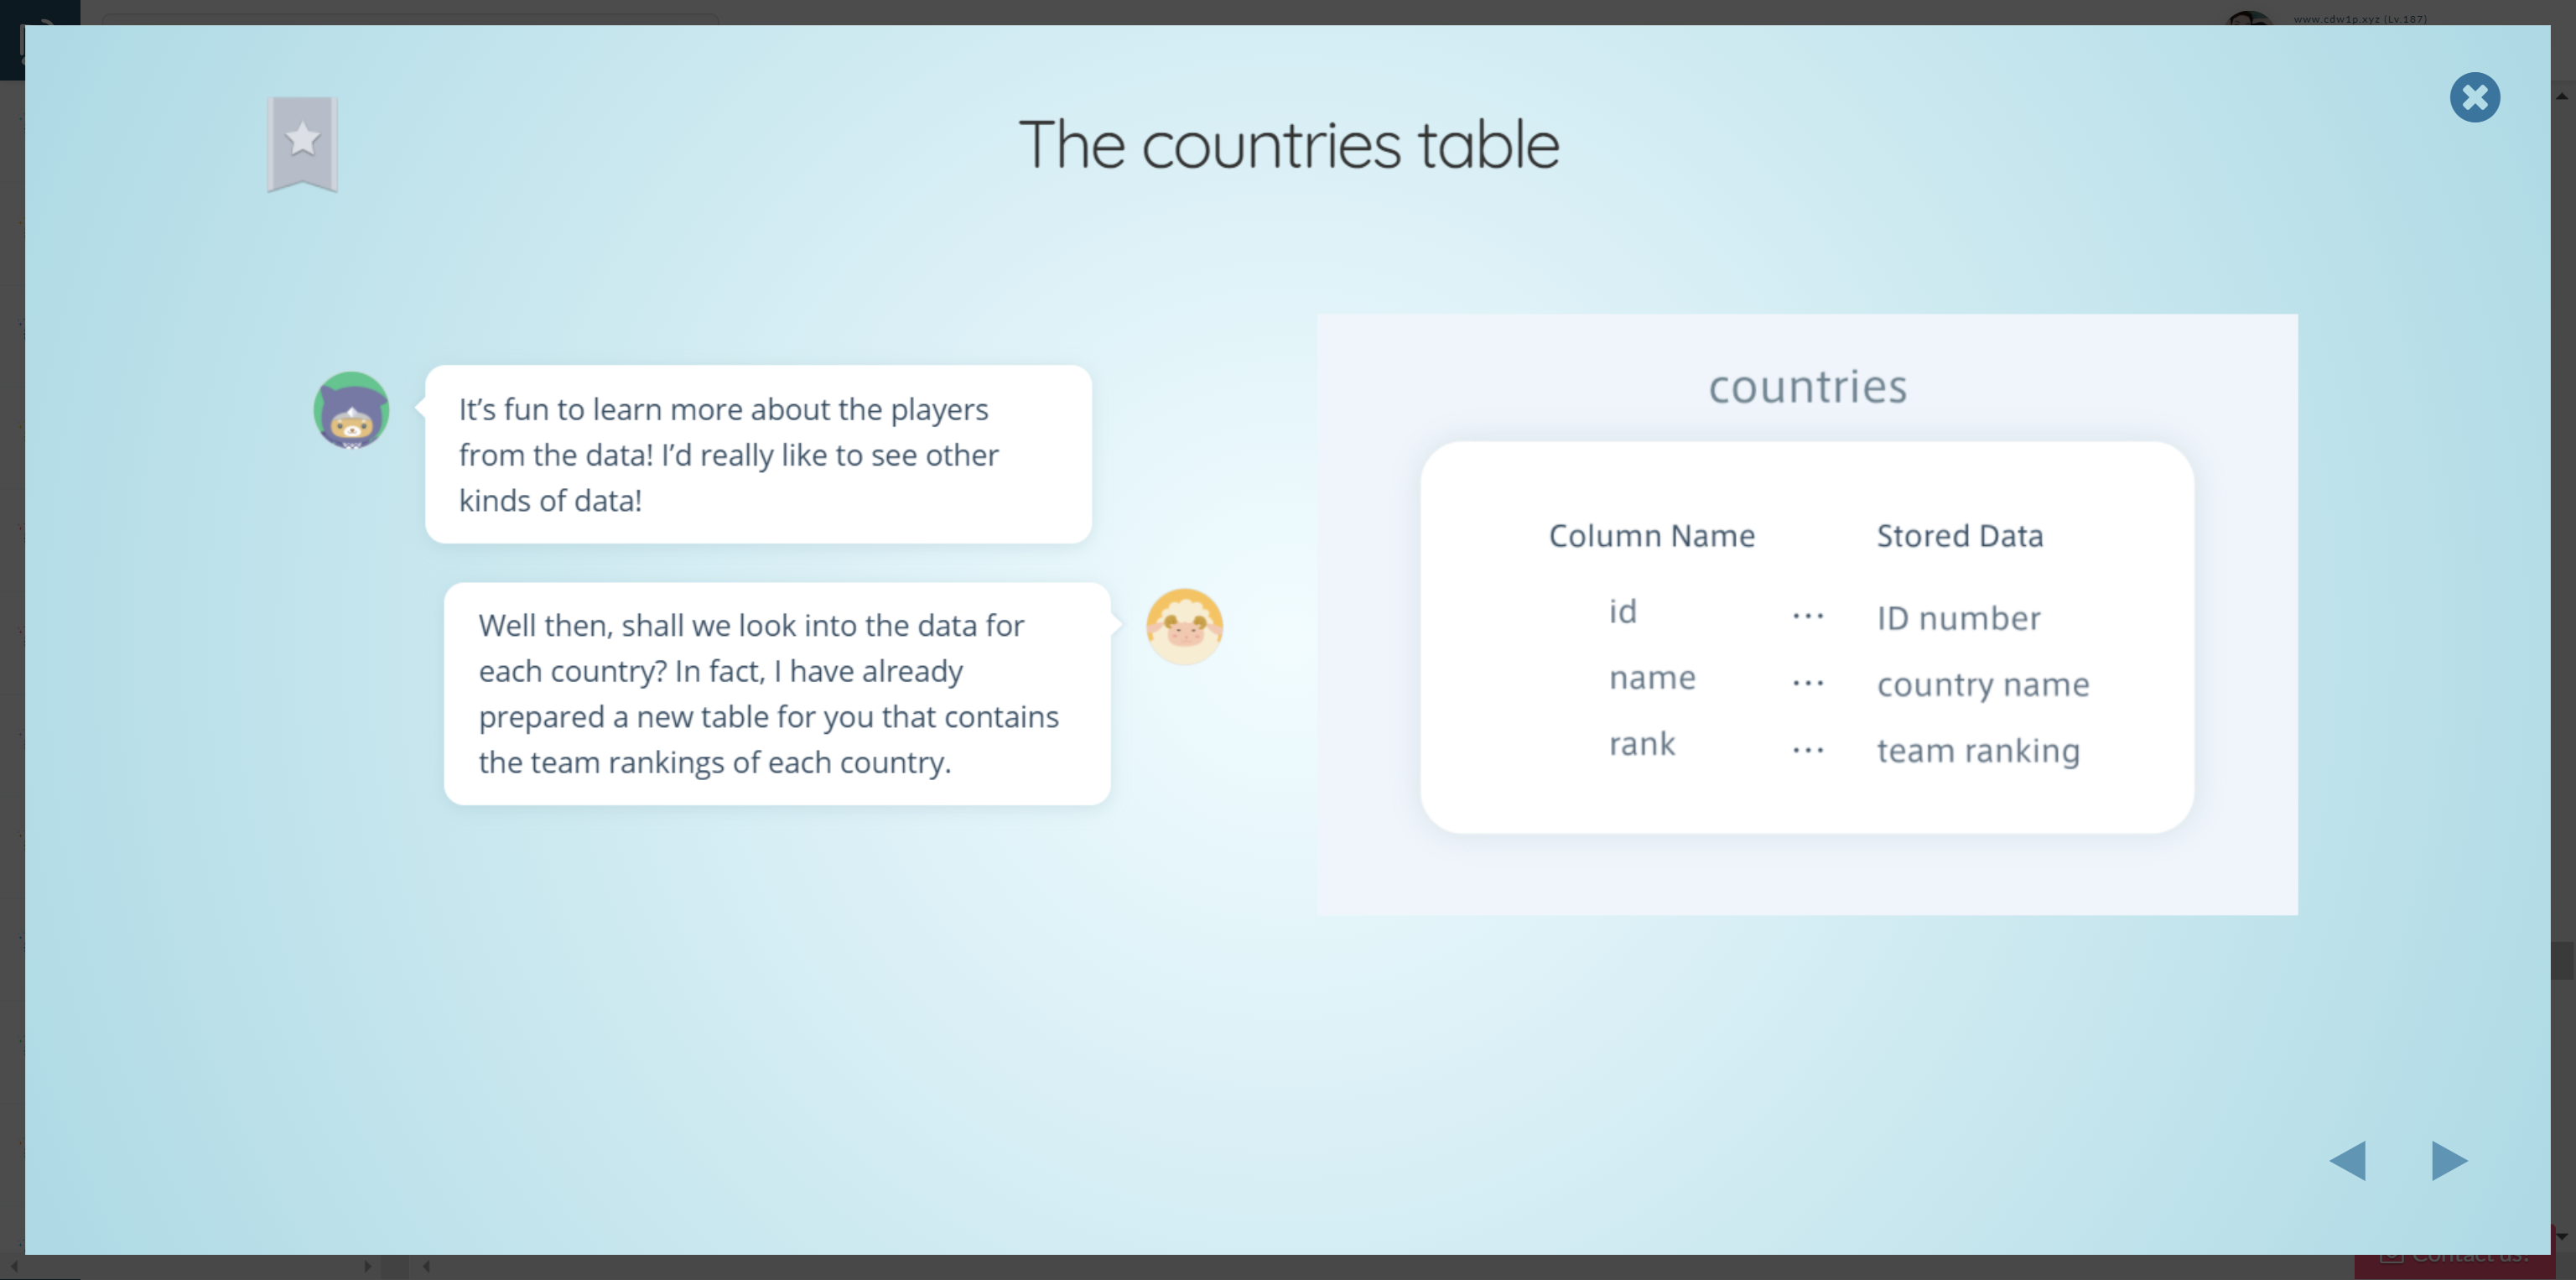 www.cdw1p.xyz (Lv.187)
The countries table
It’s fun to learn more about the players
from the data! I’d really like to see other
kinds of data!
Well then, shall we look into the data for
each country? In fact, I have already
prepared a new table for you that contains
the team rankings of each country.
countries
Column Name Stored Data
id ... ID number
name ... country name
rank ... team ranking
Contact us!